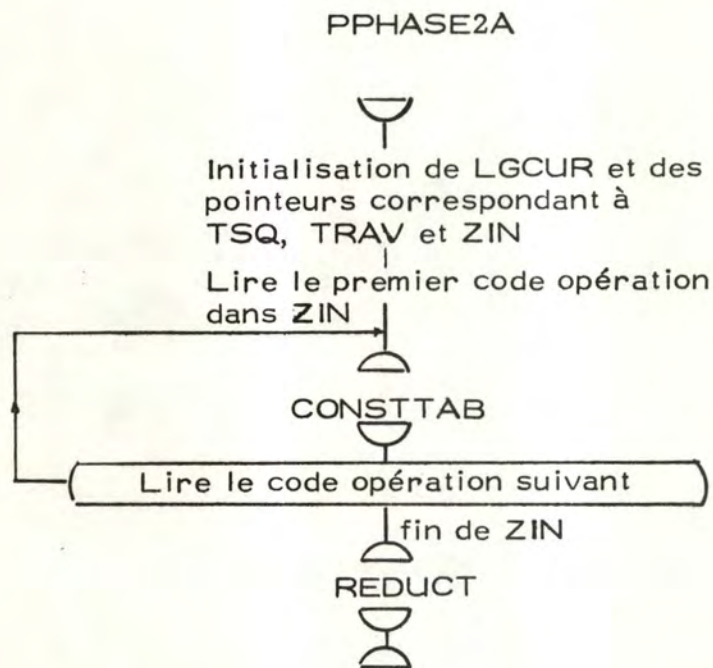 PPHASE2A
Initialisation de LGCUR et des
pointeurs correspondant à
TSQ, TRAV et ZIN
Lire le premier code opération
dans ZIN
CONSTTAB
Lire le code opération suivant
fin de ZIN
REDUCT